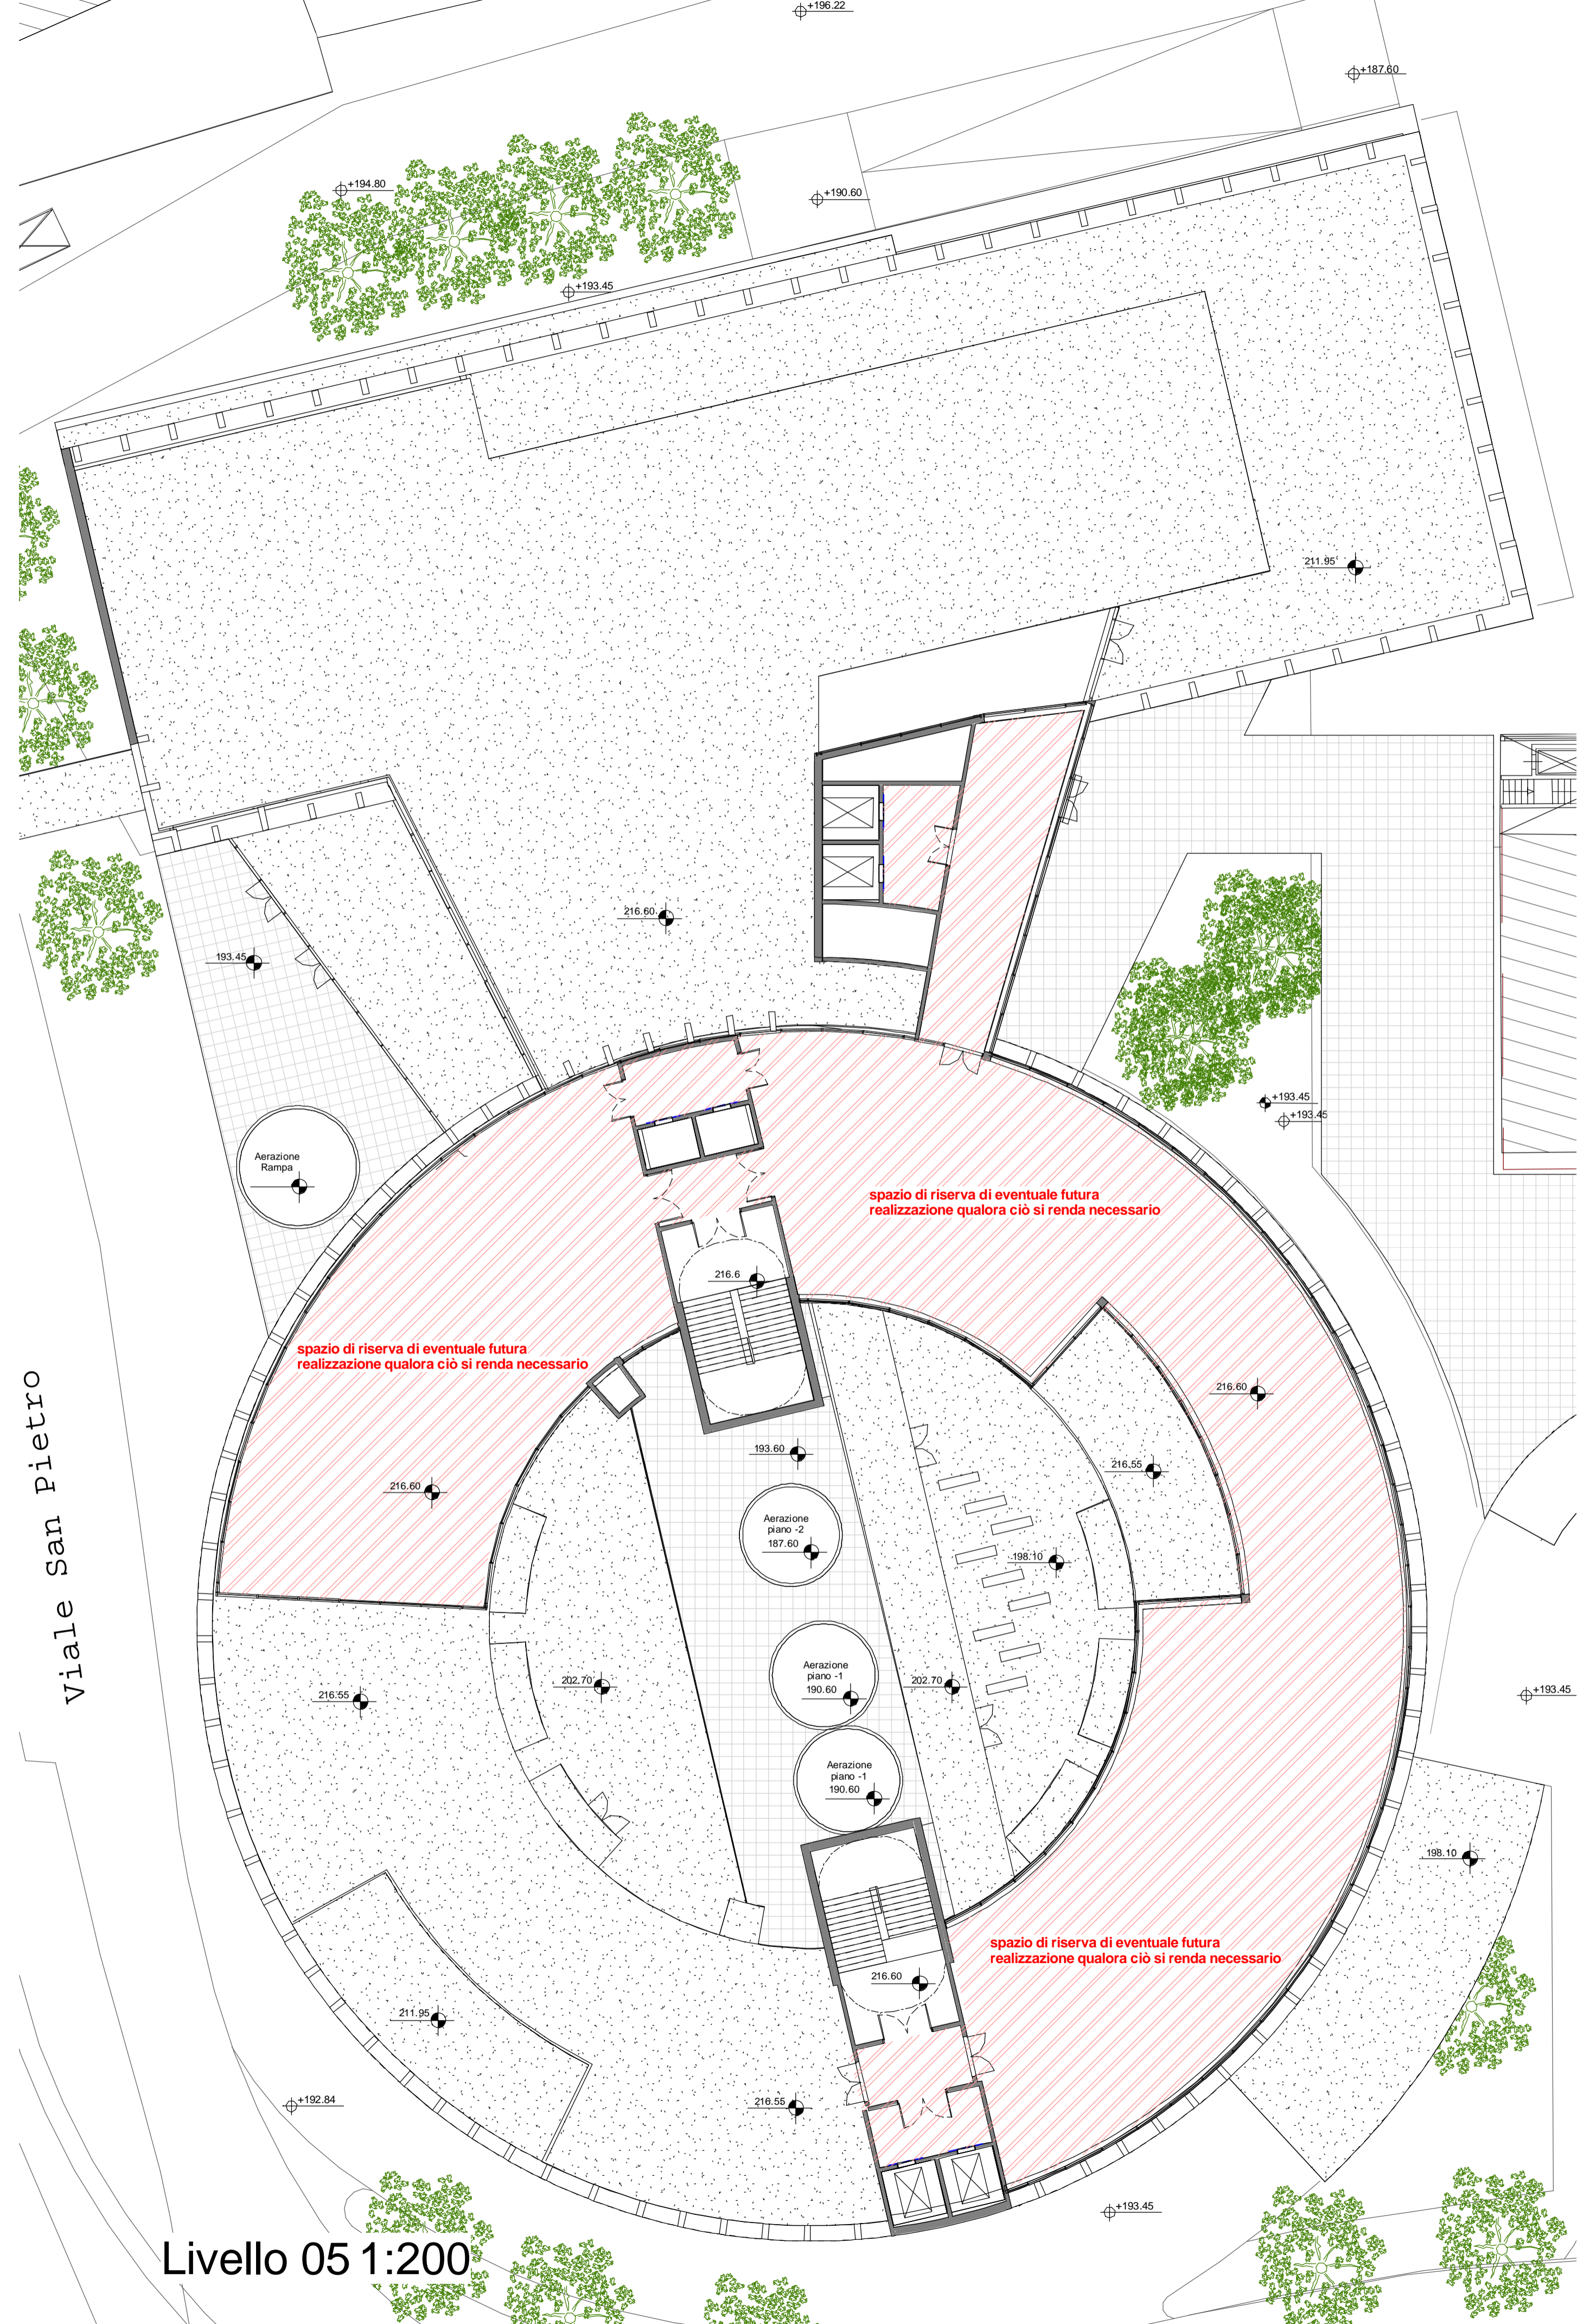 +196.22
+187.60
+194.80
+190.60
+193.45
211.95
216.60
193.45
+193.45
+193.45
Aerazione
Rampa
spazio di riserva di eventuale futura
realizzazione qualora ciò si renda necessario
216.6
spazio di riserva di eventuale futura
realizzazione qualora ciò si renda necessario
216.60
Viale San Pietro
193.60
216.55
216.60
Aerazione
piano -2
187.60
198.10
Aerazione
piano -1
190.60
202.70
202.70
216.55
+193.45
Aerazione
piano -1
190.60
198.10
spazio di riserva di eventuale futura
realizzazione qualora ciò si renda necessario
216.60
211.95
+192.84
216.55
+193.45
Livello 05 1:200